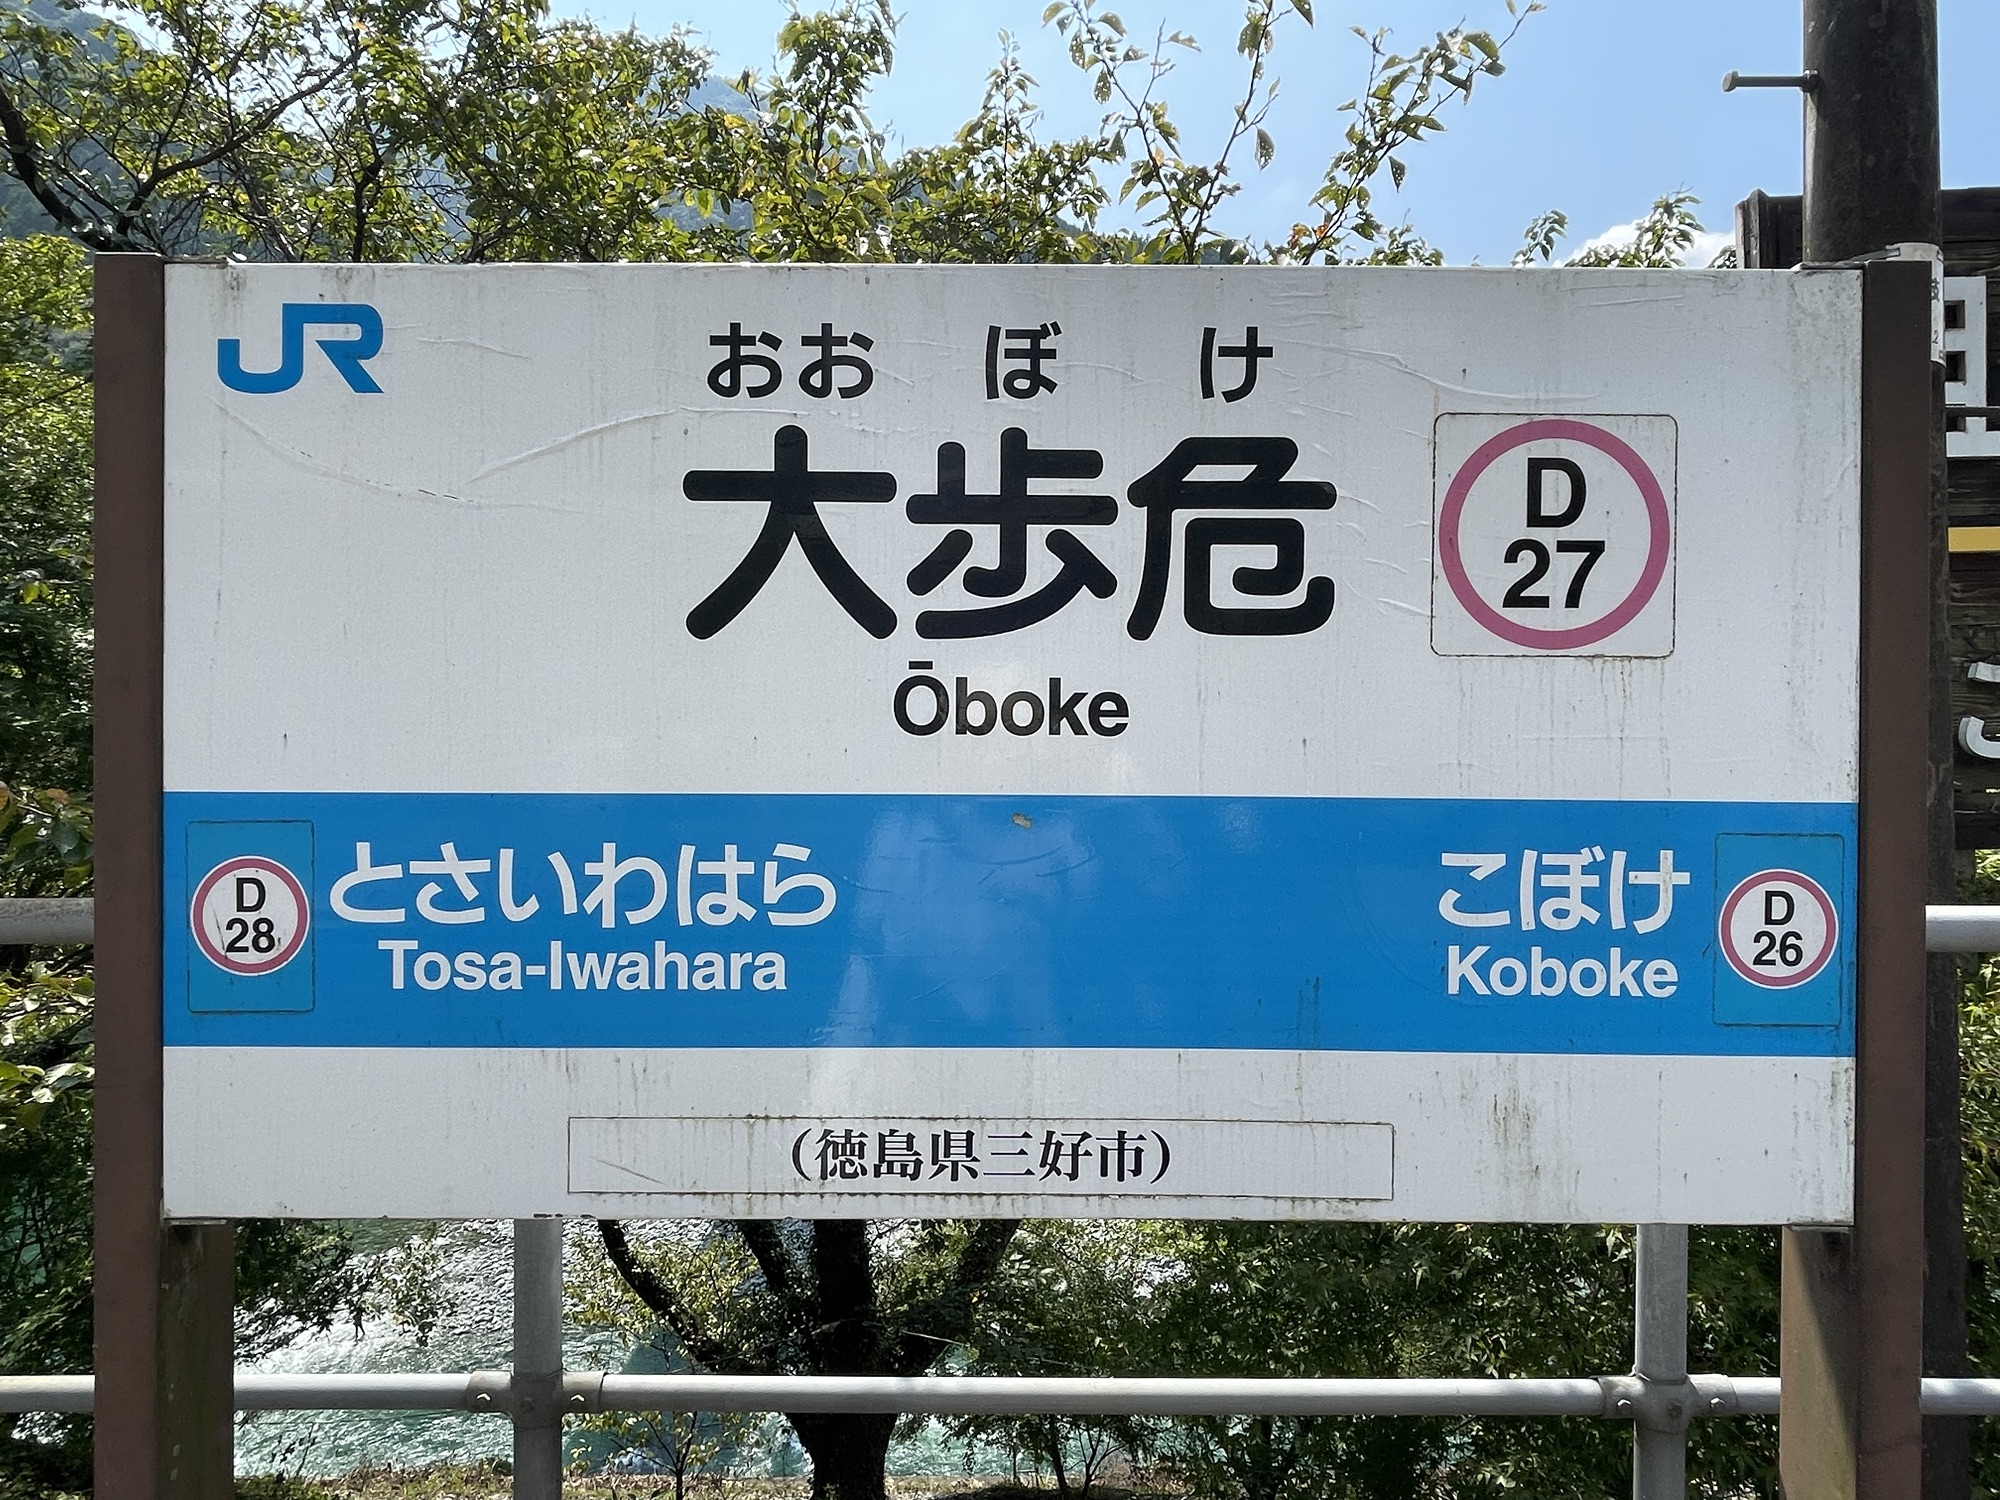 JR
おお ぼ け
大歩危
D
27
Ōboke
D
28
とさいわはら
Tosa-Iwahara
こぼけ
Koboke
D
26
(徳島県三好市)